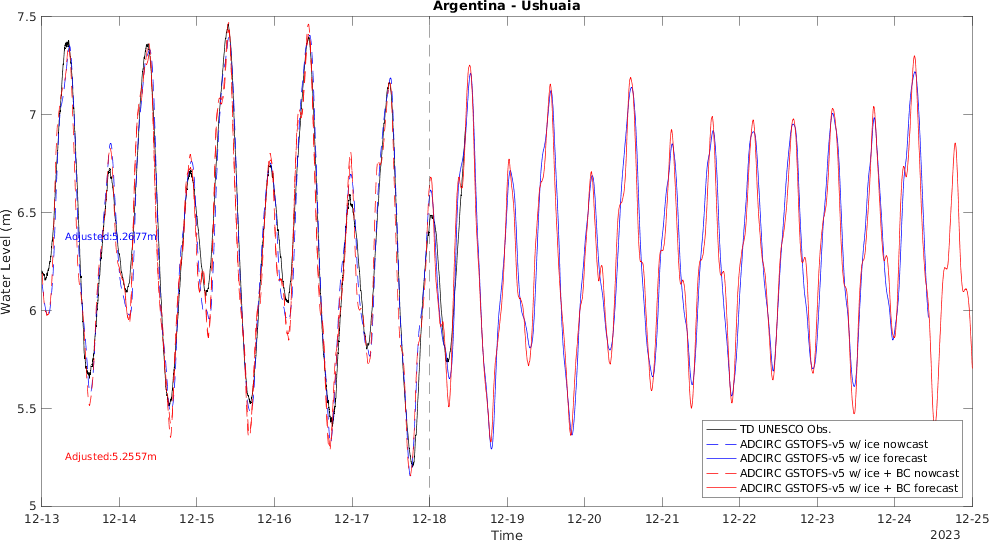 Argentina - Ushuaia
7.5
7
6.5
6
5.5
5
Water Level (m)
Adjusted:5.2677m
Adjusted:5.2557m
TD UNESCO Obs.
ADCIRC GSTOFS-v5 w/ ice nowcast
ADCIRC GSTOFS-v5 w/ ice forecast
ADCIRC GSTOFS-v5 w/ ice + BC nowcast
ADCIRC GSTOFS-v5 w/ ice + BC forecast
12-13 12-14 12-15 12-16 12-17 12-18 12-19 12-20 12-21 12-22 12-23 12-24 12-25
Time
2023